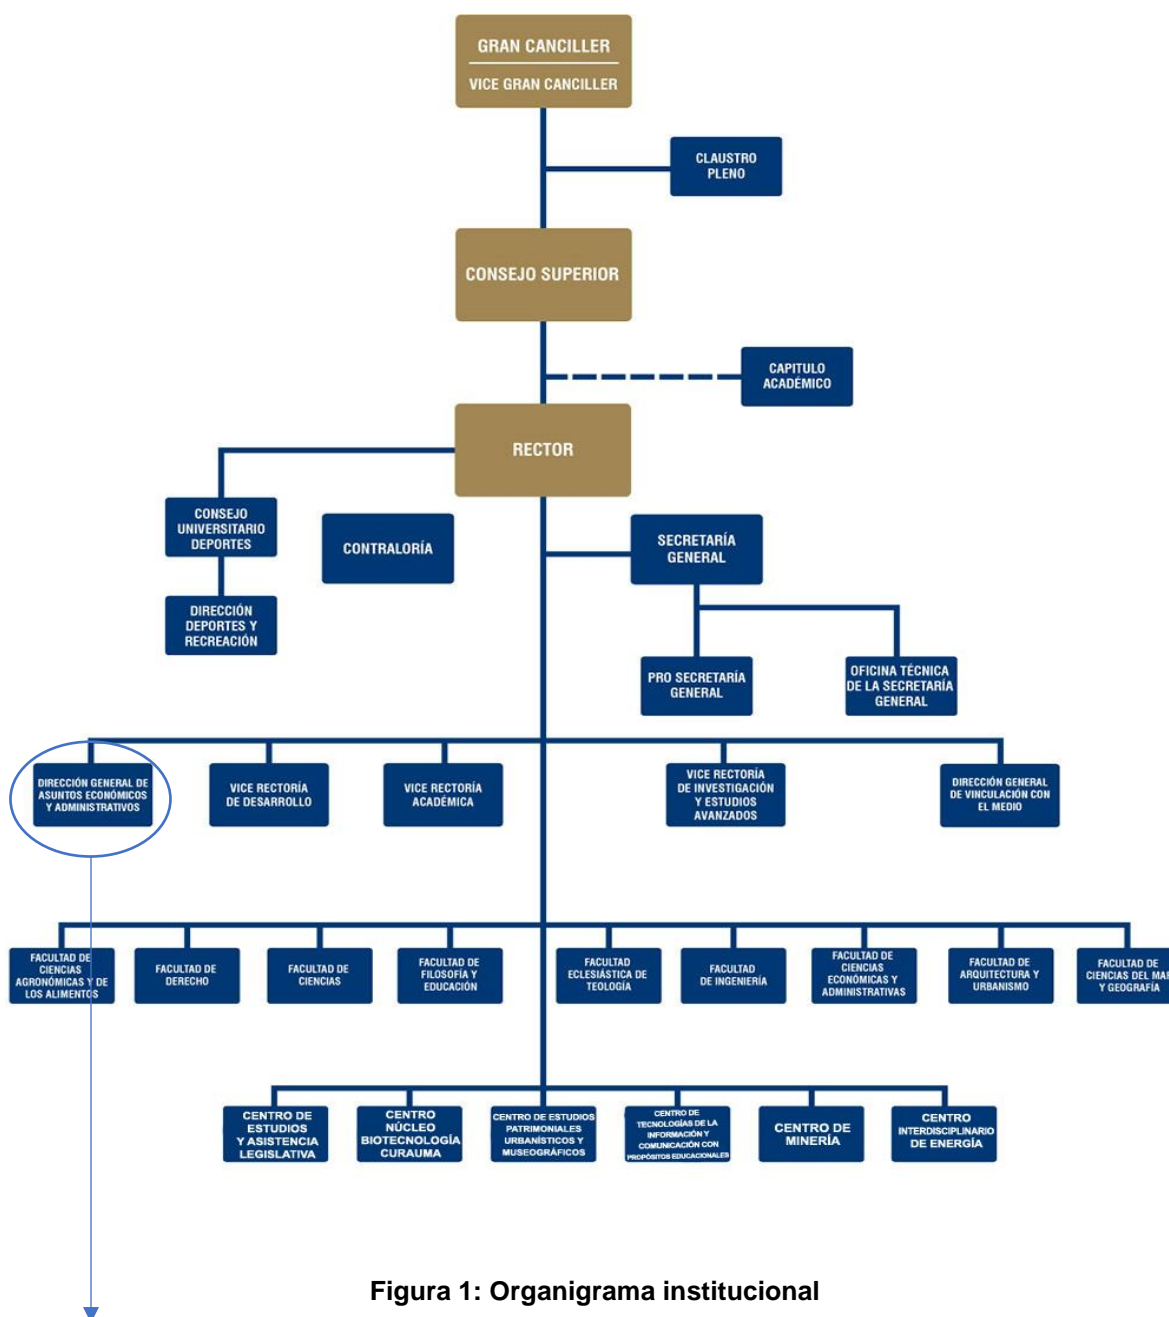 GRAN CANCILLER
VICE GRAN CANCILLER
CLAUSTRO
PLENO
CONSEJO SUPERIOR
CAPITULO
ACADÉMICO
RECTOR
CONSEJO
UNIVERSITARIO
DEPORTES
CONTRALORÍA
SECRETARÍA
GENERAL
DIRECCIÓN
DEPORTES Y
RECREACIÓN
PRO SECRETARÍA
GENERAL
OFICINA TÉCNICA
DE LA SECRETARÍA
GENERAL
DIRECCIÓN GENERAL DE
ASUNTOS ECONÓMICOS
Y ADMINISTRATIVOS
VICE RECTORÍA
DE DESARROLLO
VICE RECTORÍA
ACADÉMICA
VICE RECTORÍA
DE INVESTIGACIÓN
Y ESTUDIOS
AVANZADOS
DIRECCIÓN GENERAL
DE VINCULACIÓN CON
EL MEDIO
FACULTAD DE
CIENCIAS
AGRONÓMICAS Y DE
LOS ALIMENTOS
FACULTAD DE
DERECHO
FACULTAD DE
CIENCIAS
FACULTAD DE
FILOSOFÍA Y
EDUCACIÓN
FACULTAD
ECLESIÁSTICA DE
TEOLOGÍA
FACULTAD
DE INGENIERÍA
FACULTAD DE
CIENCIAS
ECONÓMICAS Y
ADMINISTRATIVAS
FACULTAD DE
ARQUITECTURA Y
URBANISMO
FACULTAD DE
CIENCIAS DEL MAR
Y GEOGRAFÍA
CENTRO DE
ESTUDIOS
Y ASISTENCIA
LEGISLATIVA
CENTRO
NÚCLEO
BIOTECNOLOGÍA
CURAUMA
CENTRO DE ESTUDIOS
PATRIMONIALES
URBANÍSTICOS Y
MUSEOGRÁFICOS
CENTRO DE
TECNOLOGÍAS DE LA
INFORMACIÓN Y
COMUNICACIÓN CON
PROPÓSITOS EDUCACIONALES
CENTRO DE
MINERÍA
CENTRO
INTERDISCIPLINARIO
DE ENERGÍA
Figura 1: Organigrama institucional